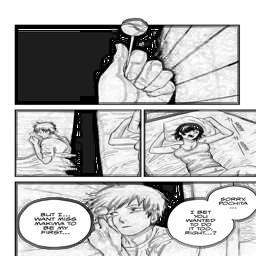 BUT I...
WANT MISS
MAKIMA TO
BE MY
FIRST...
I BET
YOU
WANTED
TO DO
IT TOO,
RIGHT...?
SORRY,
POCHITA
...